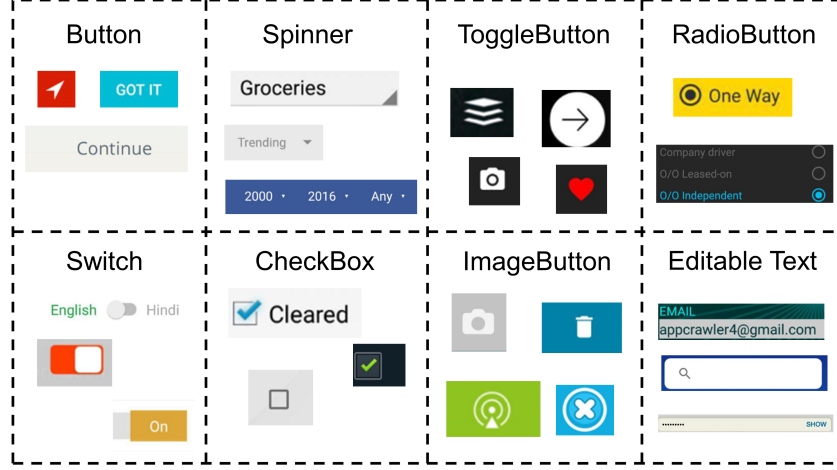 Button
GOT IT
Continue
Spinner
Groceries
Trending
2000 2016 Any
ToggleButton
RadioButton
One Way
Company driver
O/O Leased-on
O/O Independent
Switch
English Hindi
On
CheckBox
Cleared
ImageButton
Editable Text
EMAIL
appcrawler4@gmail.com
SHOW